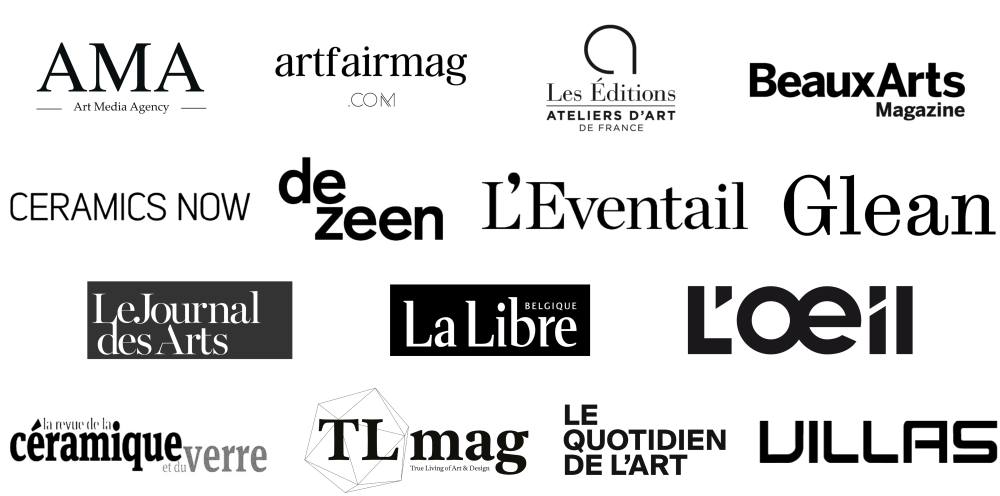 AMA
Art Media Agency
artfairmag
.COM
Les Éditions
ATELIERS D'ART
DE FRANCE
BeauxArts
Magazine
CERAMICS NOW
de
zeen
L'Eventail
Glean
LeJournal
des Arts
BELGIQUE
La Libre
L'ŒiL
la revue de la
céramique
et du verre
TLmag
True Living of Art & Design
LE
QUOTIDIEN
DE L'ART
VILLAS